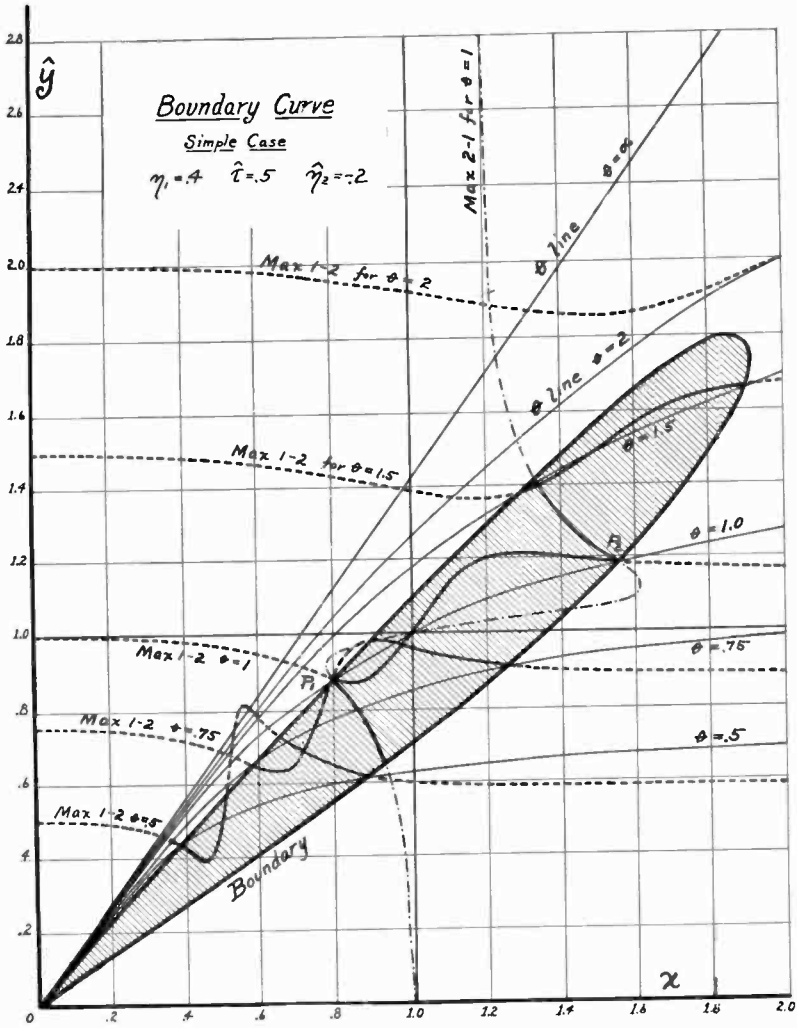 2.8
ŷ
2.6
2.4
2.0
1.8
1.6
1.4
1.2
1.0
.8
.6
.4
.2
0
0
.2
.4
.6
.8
1.0
1.2
1.4
1.6
1.8
2.0
x
Boundary Curve
Simple Case
η₁=.4 τ̂=.5 η̂₂=-.2
Max 2-1 for θ=1
θ line θ=∞
Max 1-2 for θ=2
θ line θ=2
Max 1-2 for θ=1.5
θ=1.5
θ=1.0
P₂
Max 1-2 θ=1
P₁
θ=.75
Max 1-2 θ=.75
θ=.5
Max 1-2 θ=.5
Boundary